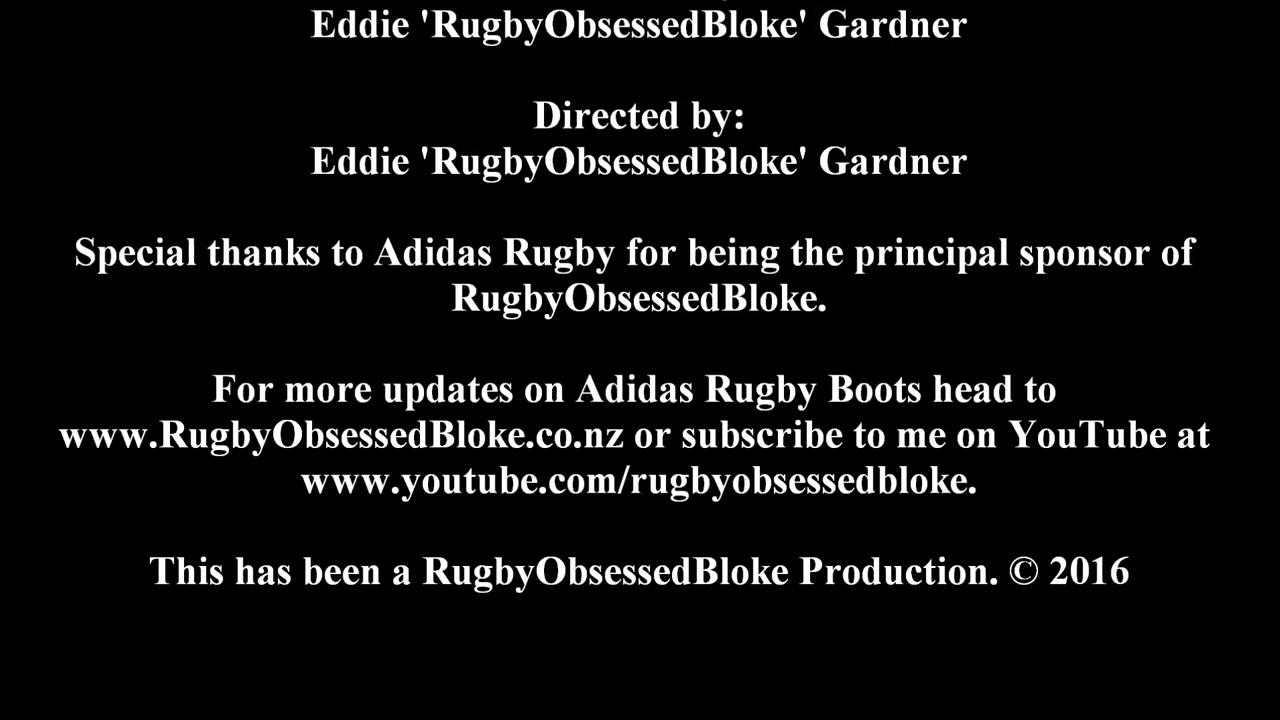 Eddie 'RugbyObsessedBloke' Gardner
Directed by:
Eddie 'RugbyObsessedBloke' Gardner
Special thanks to Adidas Rugby for being the principal sponsor of
RugbyObsessedBloke.
For more updates on Adidas Rugby Boots head to
www.RugbyObsessedBloke.co.nz or subscribe to me on YouTube at
www.youtube.com/rugbyobsessedbloke.
This has been a RugbyObsessedBloke Production. © 2016